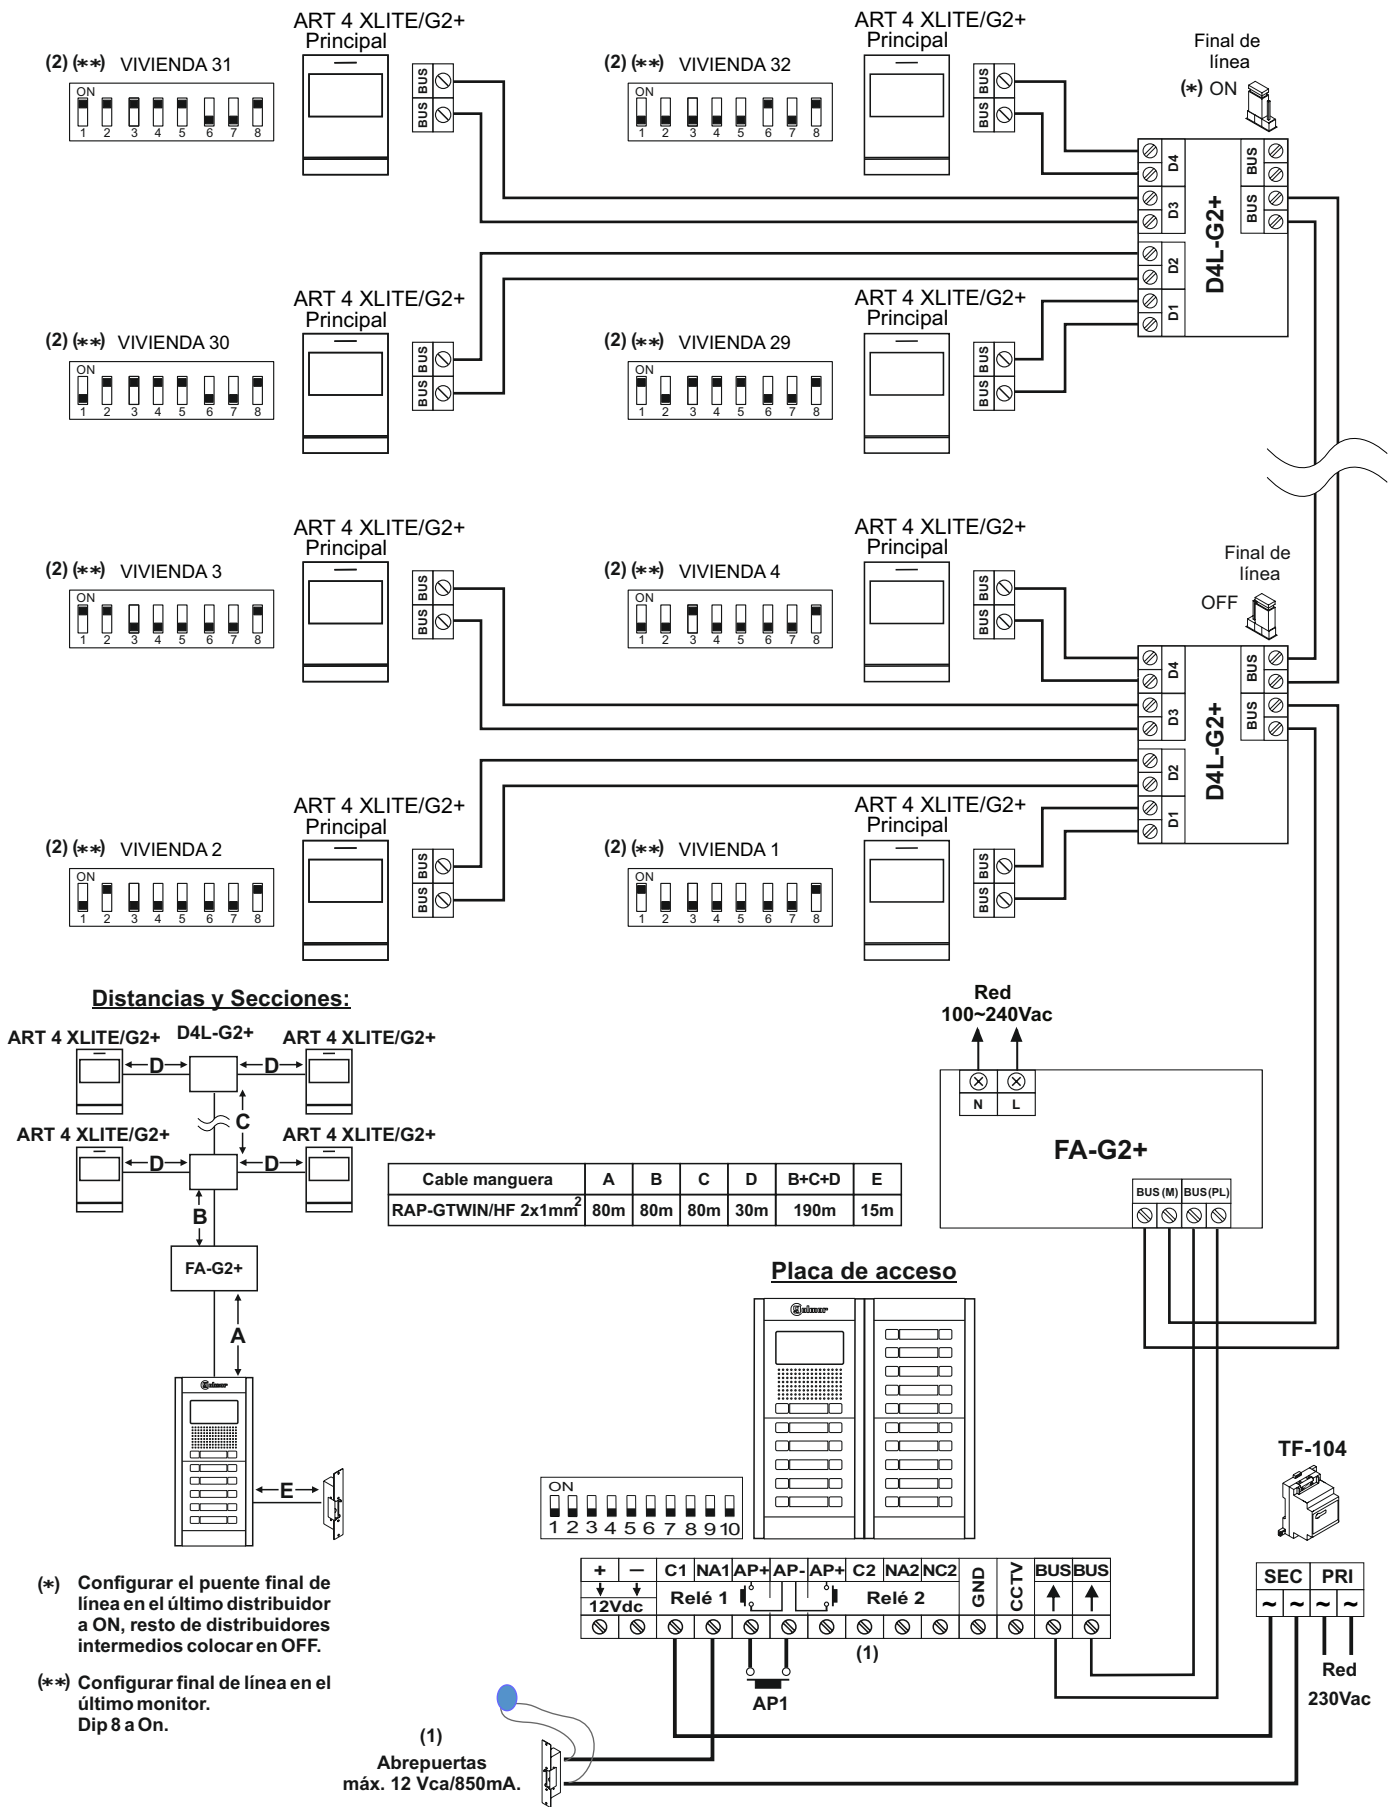 ART 4 XLITE/G2+
Principal
(2) (**) VIVIENDA 31
ON
1 2 3 4 5 6 7 8
BUS
BUS
ART 4 XLITE/G2+
Principal
(2) (**) VIVIENDA 32
ON
1 2 3 4 5 6 7 8
BUS
BUS
Final de
línea
(*) ON
D4
D3
D2
D1
D4L-G2+
BUS
BUS
ART 4 XLITE/G2+
Principal
(2) (**) VIVIENDA 30
ON
1 2 3 4 5 6 7 8
BUS
BUS
ART 4 XLITE/G2+
Principal
(2) (**) VIVIENDA 29
ON
1 2 3 4 5 6 7 8
BUS
BUS
ART 4 XLITE/G2+
Principal
(2) (**) VIVIENDA 3
ON
1 2 3 4 5 6 7 8
BUS
BUS
ART 4 XLITE/G2+
Principal
(2) (**) VIVIENDA 4
ON
1 2 3 4 5 6 7 8
BUS
BUS
Final de
línea
OFF
D4
D3
D2
D1
D4L-G2+
BUS
BUS
ART 4 XLITE/G2+
Principal
(2) (**) VIVIENDA 2
ON
1 2 3 4 5 6 7 8
BUS
BUS
ART 4 XLITE/G2+
Principal
(2) (**) VIVIENDA 1
ON
1 2 3 4 5 6 7 8
BUS
BUS
Distancias y Secciones:
ART 4 XLITE/G2+ D4L-G2+ ART 4 XLITE/G2+
D D
C
ART 4 XLITE/G2+ ART 4 XLITE/G2+
D D
B
FA-G2+
A
Golmar
E
Cable manguera A B C D B+C+D E
RAP-GTWIN/HF 2x1mm² 80m 80m 80m 30m 190m 15m
Red
100~240Vac
N L
FA-G2+
BUS (M) BUS (PL)
Placa de acceso
Golmar
ON
1 2 3 4 5 6 7 8 9 10
TF-104
+ – C1 NA1 AP+ AP- AP+ C2 NA2 NC2 GND CCTV BUS BUS
12Vdc Relé 1 Relé 2
(1)
AP1
SEC PRI
~ ~ ~ ~
Red
230Vac
(*) Configurar el puente final de
línea en el último distribuidor
a ON, resto de distribuidores
intermedios colocar en OFF.
(**) Configurar final de línea en el
último monitor.
Dip 8 a On.
(1)
Abrepuertas
máx. 12 Vca/850mA.